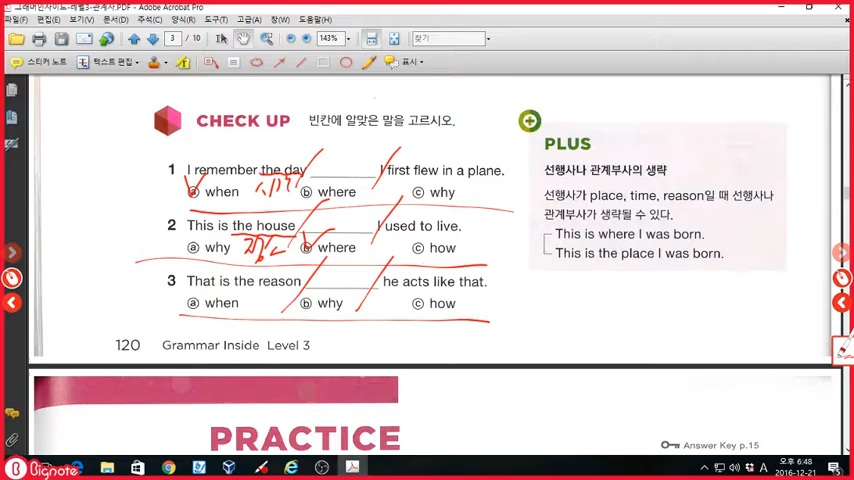 그래머인사이드-레벨3-관계사.PDF - Adobe Acrobat Pro
파일(F) 편집(E) 보기(V) 문서(D) 주석(C) 양식(R) 도구(T) 고급(A) 창(W) 도움말(H)
3 / 10 143% 찾기
스티커 노트 텍스트 편집 표시
CHECK UP 빈칸에 알맞은 말을 고르시오.
1 I remember the day ________ I first flew in a plane.
시간
ⓐ when ⓑ where ⓒ why
2 This is the house ________ I used to live.
장소
ⓐ why ⓑ where ⓒ how
3 That is the reason ________ he acts like that.
ⓐ when ⓑ why ⓒ how
120 Grammar Inside Level 3
PLUS
선행사나 관계부사의 생략
선행사가 place, time, reason일 때 선행사나
관계부사가 생략될 수 있다.
This is where I was born.
This is the place I was born.
PRACTICE
Answer Key p.15
Bignote
A 오후 6:48
2016-12-21